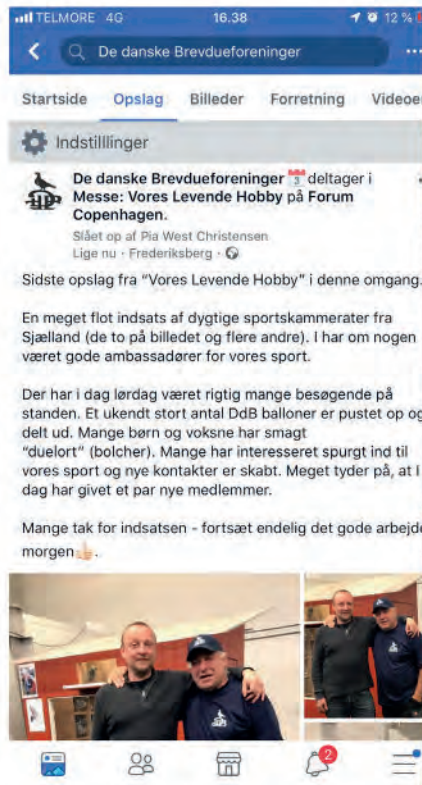 TELMORE 4G 16.38 12 %
De danske Brevdueforeninger
Startside Opslag Billeder Forretning Videoer
Indstilllinger
De danske Brevdueforeninger deltager i
Messe: Vores Levende Hobby på Forum
Copenhagen.
Slået op af Pia West Christensen
Lige nu · Frederiksberg ·
Sidste opslag fra “Vores Levende Hobby” i denne omgang.
En meget flot indsats af dygtige sportskammerater fra
Sjælland (de to på billedet og flere andre). I har om nogen
været gode ambassadører for vores sport.
Der har i dag lørdag været rigtig mange besøgende på
standen. Et ukendt stort antal DdB balloner er pustet op og
delt ud. Mange børn og voksne har smagt
“duelort” (bolcher). Mange har interesseret spurgt ind til
vores sport og nye kontakter er skabt. Meget tyder på, at I
dag har givet et par nye medlemmer.
Mange tak for indsatsen - fortsæt endelig det gode arbejde
morgen.
2